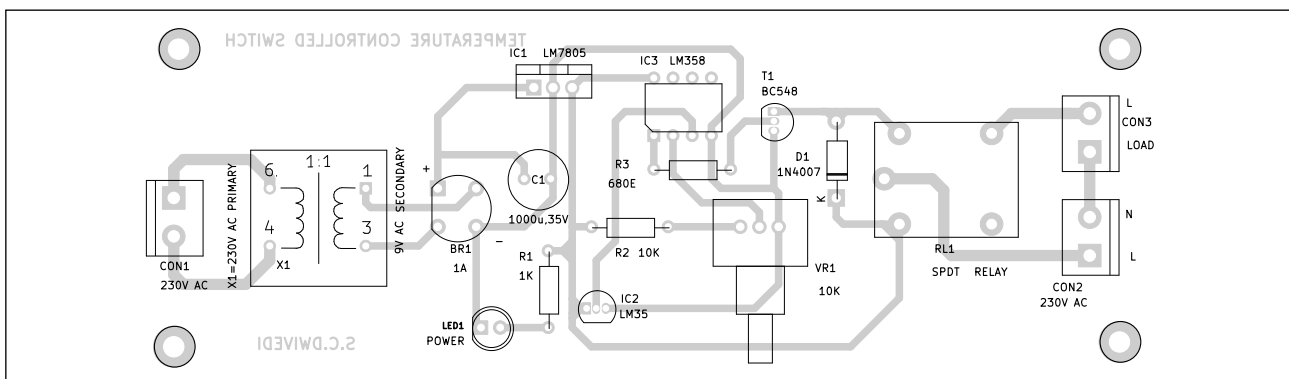 TEMPERATURE CONTROLLED SWITCH
IC1 LM7805
IC3 LM358
T1
BC548
L
CON3
LOAD
X1=230V AC PRIMARY
6.
1:1
1
4
3
X1
9V AC SECONDARY
+
-
BR1
1A
C1
1000u,35V
R3
680E
D1
1N4007
K
R2 10K
R1
1K
VR1
10K
RL1
SPDT RELAY
N
L
CON2
230V AC
CON1
230V AC
IC2
LM35
LED1
POWER
S.C.DWIVEDI